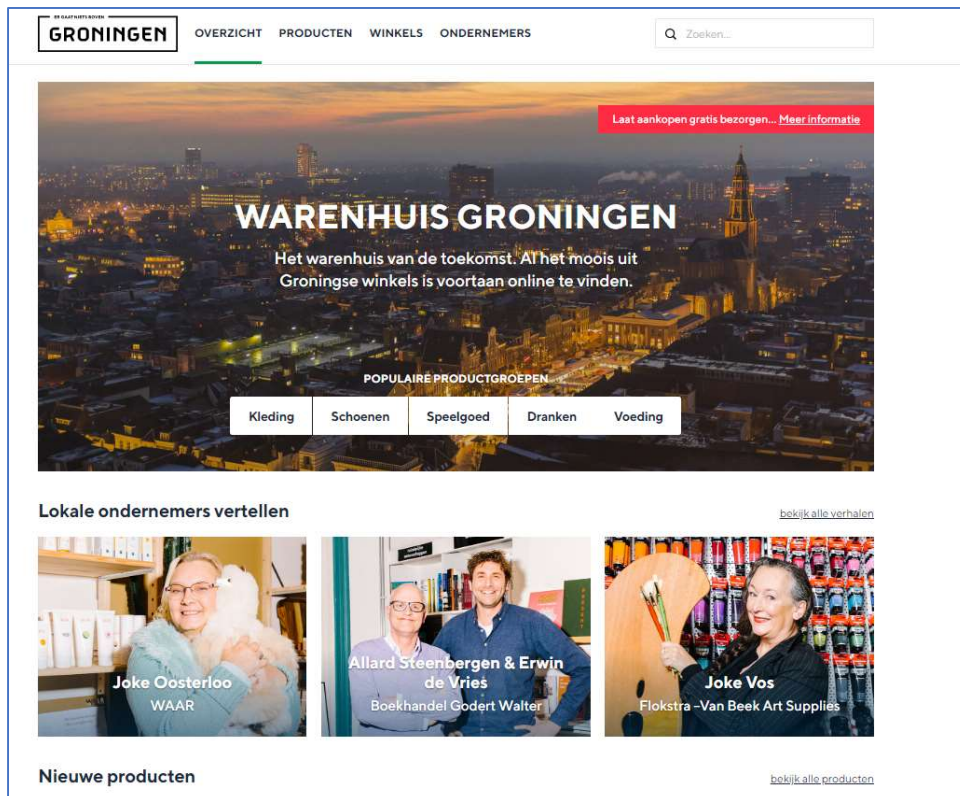 ER GAAT NIETS BOVEN
GRONINGEN
OVERZICHT PRODUCTEN WINKELS ONDERNEMERS
Zoeken...
Laat aankopen gratis bezorgen... Meer informatie
WARENHUIS GRONINGEN
Het warenhuis van de toekomst. Al het moois uit
Groningse winkels is voortaan online te vinden.
POPULAIRE PRODUCTGROEPEN
Kleding Schoenen Speelgoed Dranken Voeding
Lokale ondernemers vertellen
bekijk alle verhalen
Joke Oosterloo
WAAR
Allard Steenbergen & Erwin
de Vries
Boekhandel Godert Walter
Joke Vos
Flokstra –Van Beek Art Supplies
Nieuwe producten
bekijk alle producten